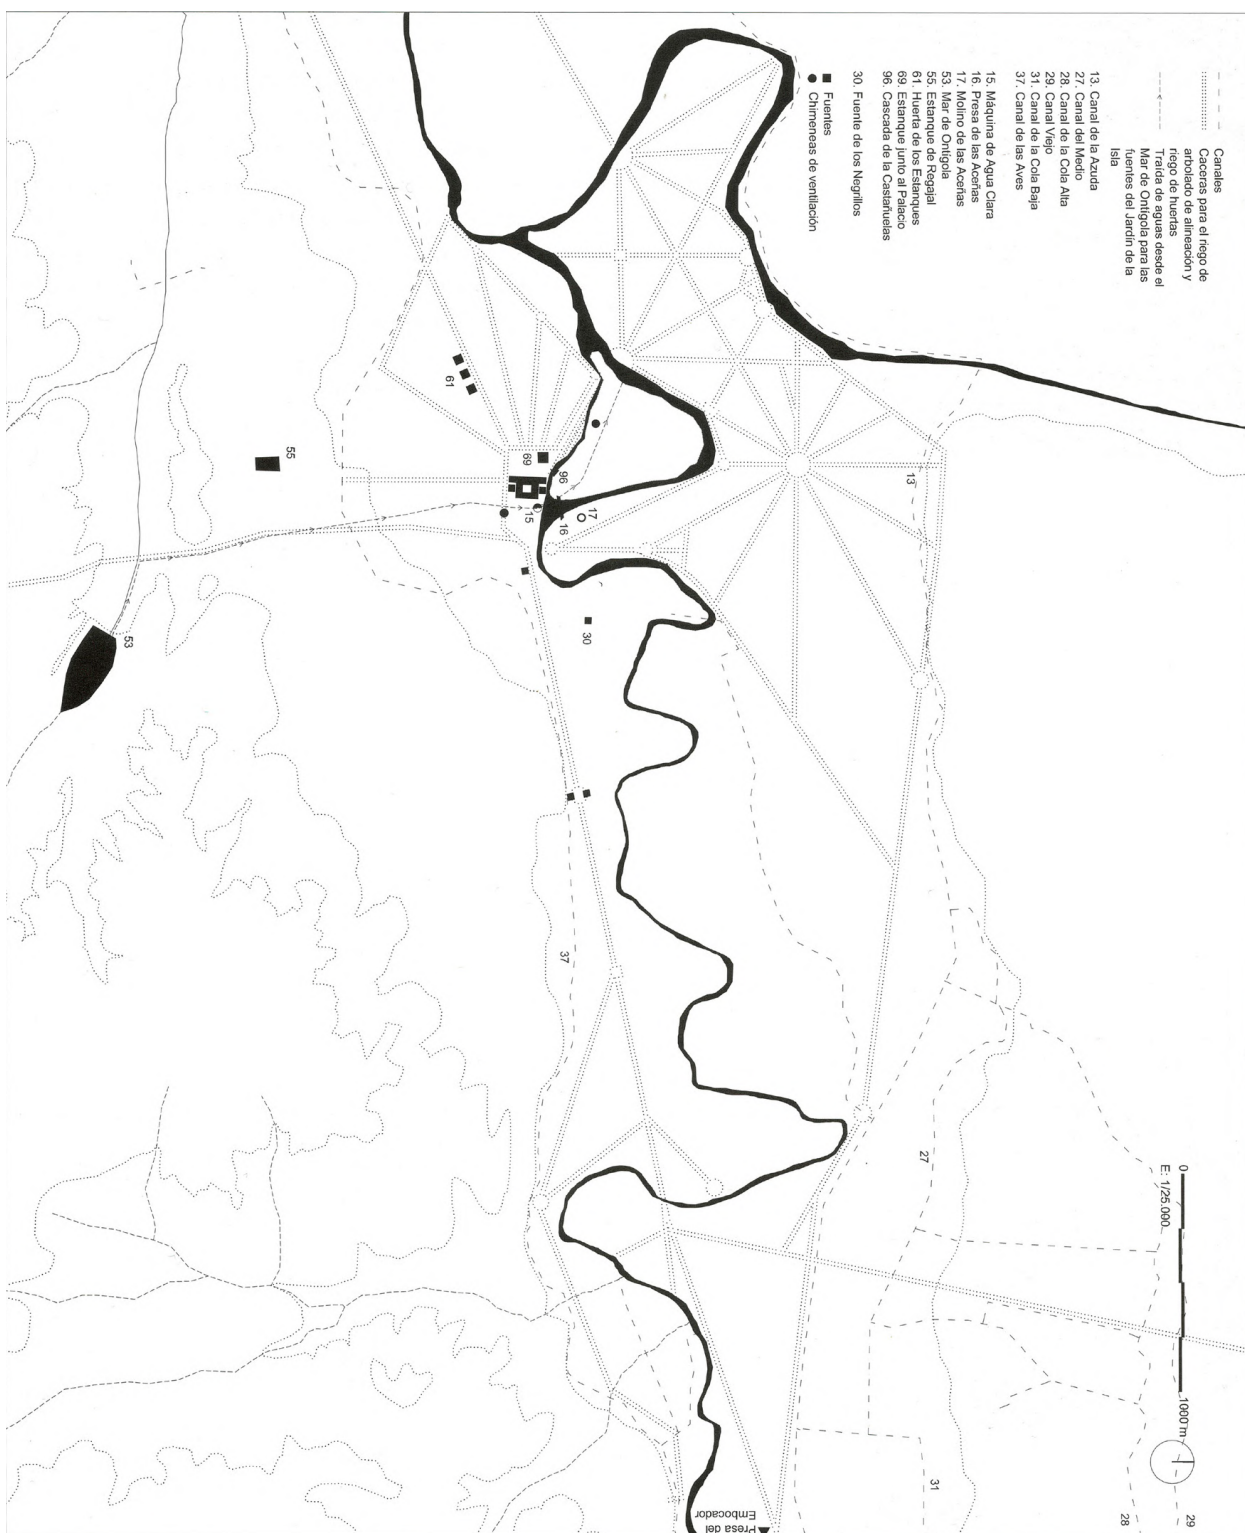 Canales
Caceras para el riego de
arbolado de alineación y
riego de huertas
Traída de aguas desde el
Mar de Ontígola para las
fuentes del Jardín de la
Isla
13. Canal de la Azuda
27. Canal del Medio
28. Canal de la Cola Alta
29. Canal Viejo
31. Canal de la Cola Baja
37. Canal de las Aves
15. Máquina de Agua Clara
16. Presa de las Aceñas
17. Molino de las Aceñas
53. Mar de Ontígola
55. Estanque de Regajal
61. Huerta de los Estanques
69. Estanque junto al Palacio
96. Cascada de la Castañuelas
30. Fuente de los Negrillos
Fuentes
Chimeneas de ventilación
13
61
55
69
96
15
16
17
53
30
37
27
0
1000 m
E: 1/25.000
31
29
28
Presa del
Embocador